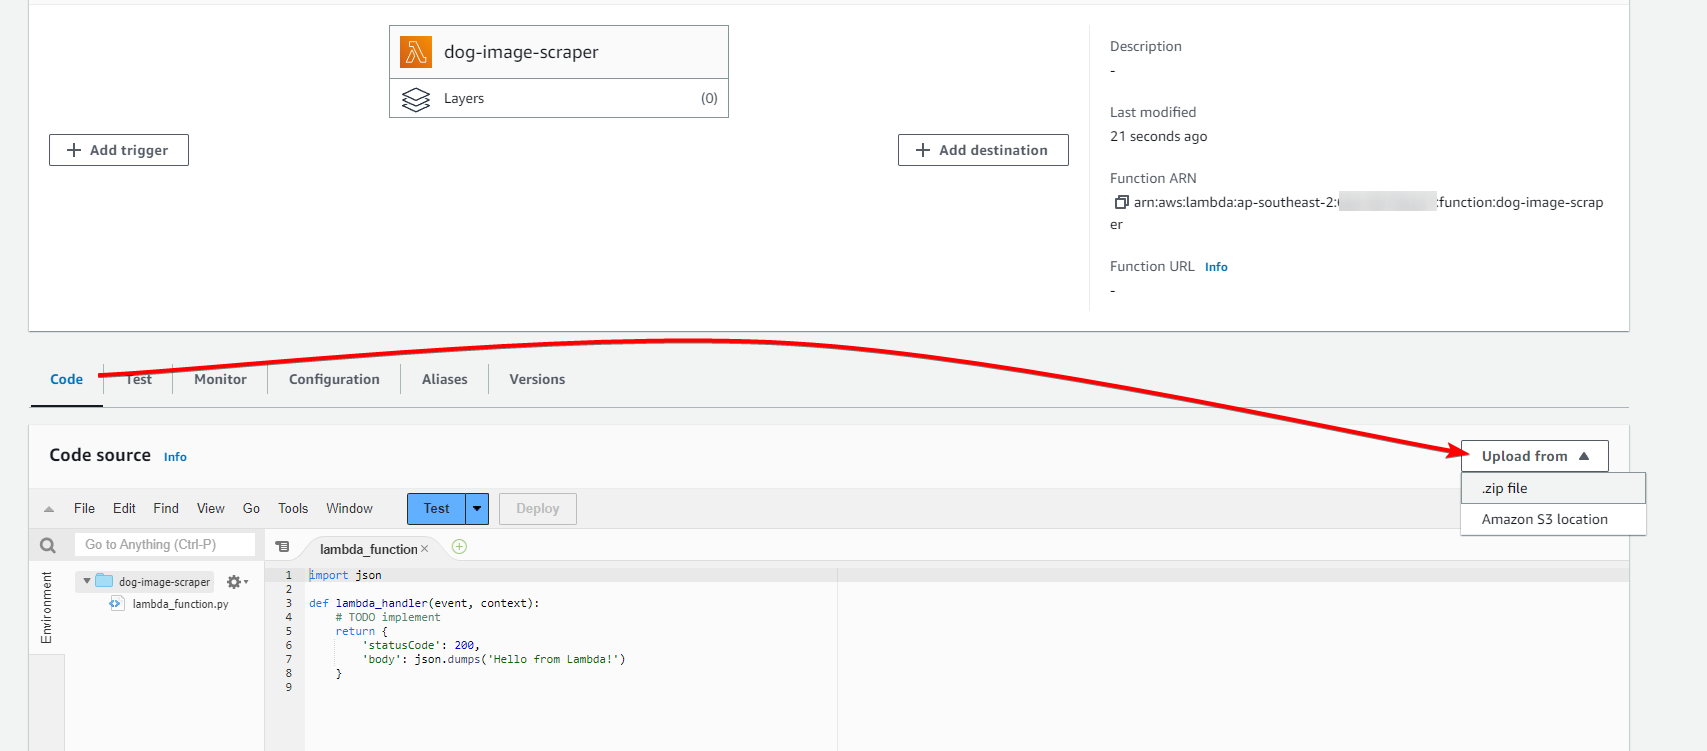 dog-image-scraper
Layers
(0)
Add trigger
Add destination
Description
-
Last modified
21 seconds ago
Function ARN
arn:aws:lambda:ap-southeast-2: :function:dog-image-scrap
er
Function URL Info
-
Code
Test
Monitor
Configuration
Aliases
Versions
Code source Info
Upload from
.zip file
Amazon S3 location
File Edit Find View Go Tools Window
Test
Deploy
Go to Anything (Ctrl-P)
lambda_function
Environment
dog-image-scraper
lambda_function.py
1 import json
2
3 def lambda_handler(event, context):
4 # TODO implement
5 return {
6 'statusCode': 200,
7 'body': json.dumps('Hello from Lambda!')
8 }
9